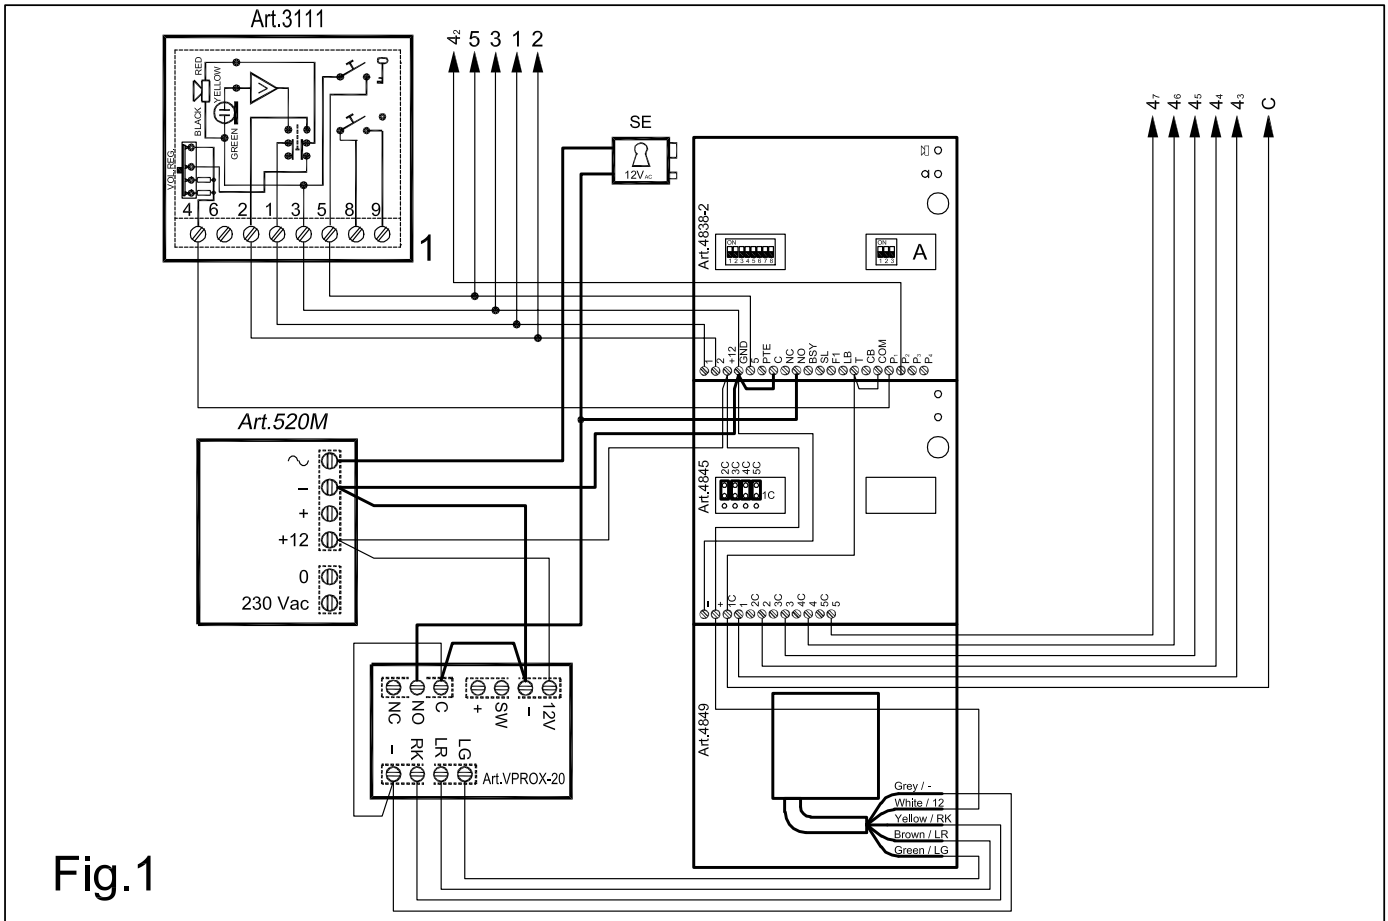 Art.3111
4₂ 5 3 1 2
4₇ 4₆ 4₅ 4₄ 4₃ C
RED
YELLOW
BLACK
GREEN
VOL.REG.
4 6 2 1 3 5 8 9
1
SE
12VAC
Art.4838-2
ON
1 2 3 4 5 6 7 8
ON
1 2 3
A
1 2 +12 GND 5 PTE C NC NO BSY SL F1 LB T CB COM P₁ P₂ P₃ P₄
Art.520M
–
+
+12
0
230 Vac
Art.4845
2C 3C 4C 5C
1C
- + 1C 1 2C 2 3C 3 4C 4 5C 5
NC NO C + SW - 12V
- RK LR LG
Art.VPROX-20
Art.4849
Grey / -
White / 12
Yellow / RK
Brown / LR
Green / LG
Fig.1